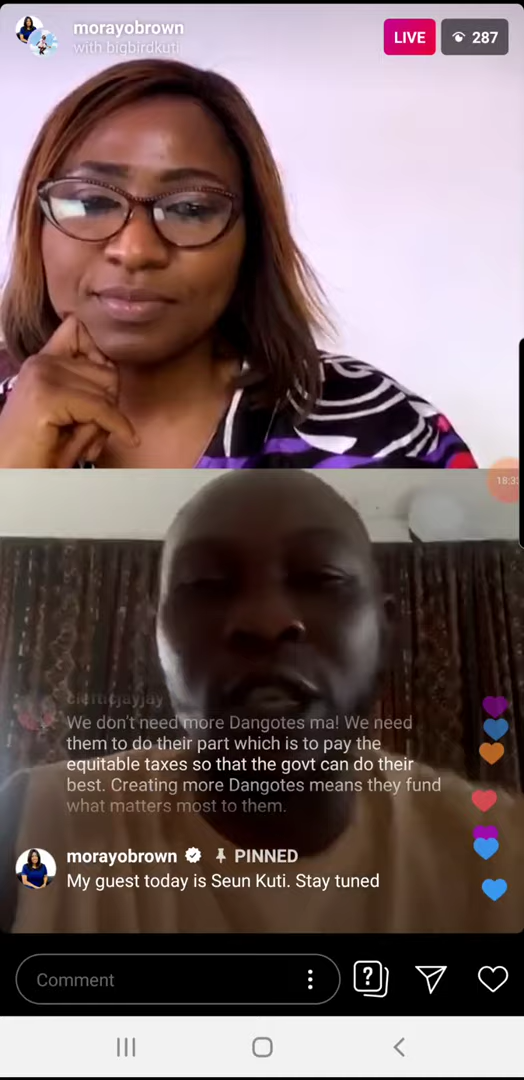 morayobrown
with bigbirdkuti
LIVE
287
18:3
We don't need more Dangotes ma! We need
them to do their part which is to pay the
equitable taxes so that the govt can do their
best. Creating more Dangotes means they fund
what matters most to them.
morayobrown PINNED
My guest today is Seun Kuti. Stay tuned
Comment